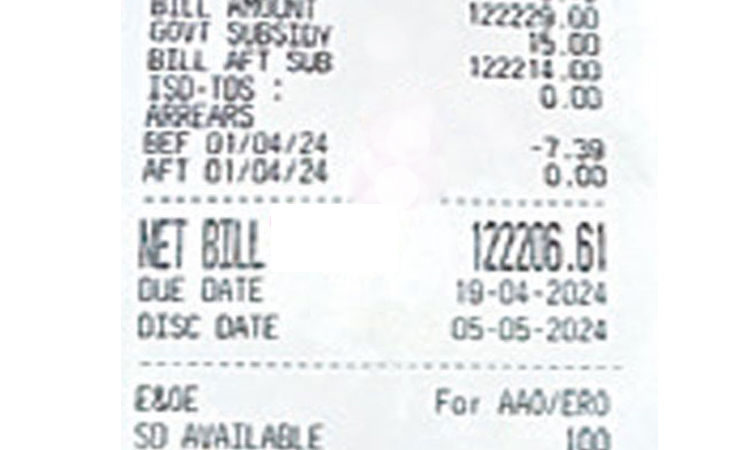 BILL AMOUNT 122229.00
GOVT SUBSIDY 15.00
BILL AFT SUB 122214.00
ISD-TDS : 0.00
ARREARS
BEF 01/04/24 -7.39
AFT 01/04/24 0.00
NET BILL 122206.61
DUE DATE 19-04-2024
DISC DATE 05-05-2024
E&OE For AAO/ERO
SD AVAILABLE 100